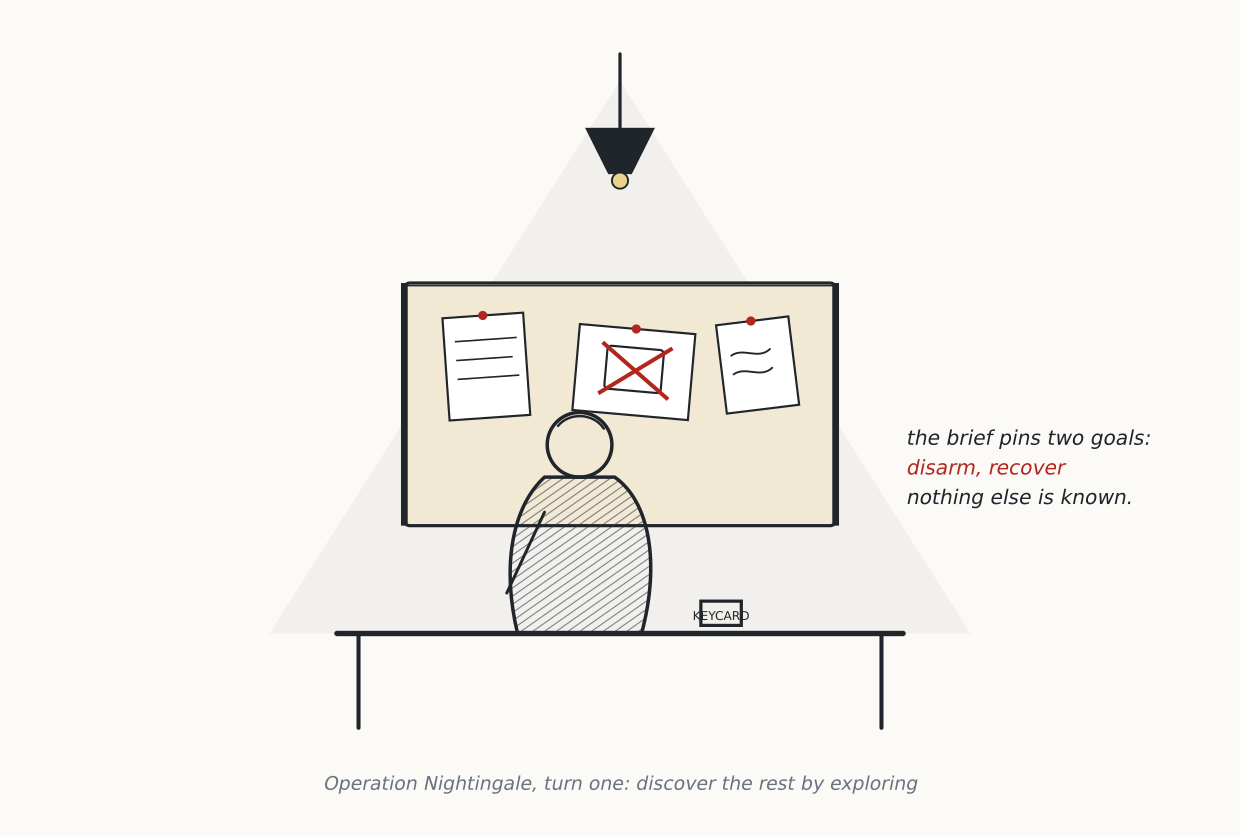 the brief pins two goals:
disarm, recover
nothing else is known.
KEYCARD
Operation Nightingale, turn one: discover the rest by exploring